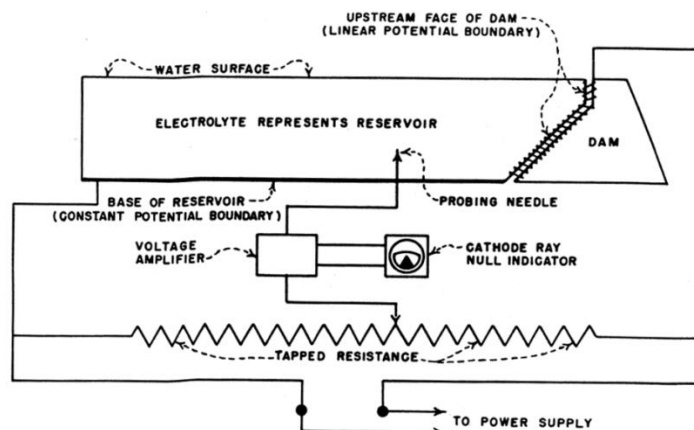 UPSTREAM FACE OF DAM
(LINEAR POTENTIAL BOUNDARY)
WATER SURFACE
ELECTROLYTE REPRESENTS RESERVOIR
DAM
BASE OF RESERVOIR
(CONSTANT POTENTIAL BOUNDARY)
PROBING NEEDLE
VOLTAGE
AMPLIFIER
CATHODE RAY
NULL INDICATOR
TAPPED RESISTANCE
TO POWER SUPPLY